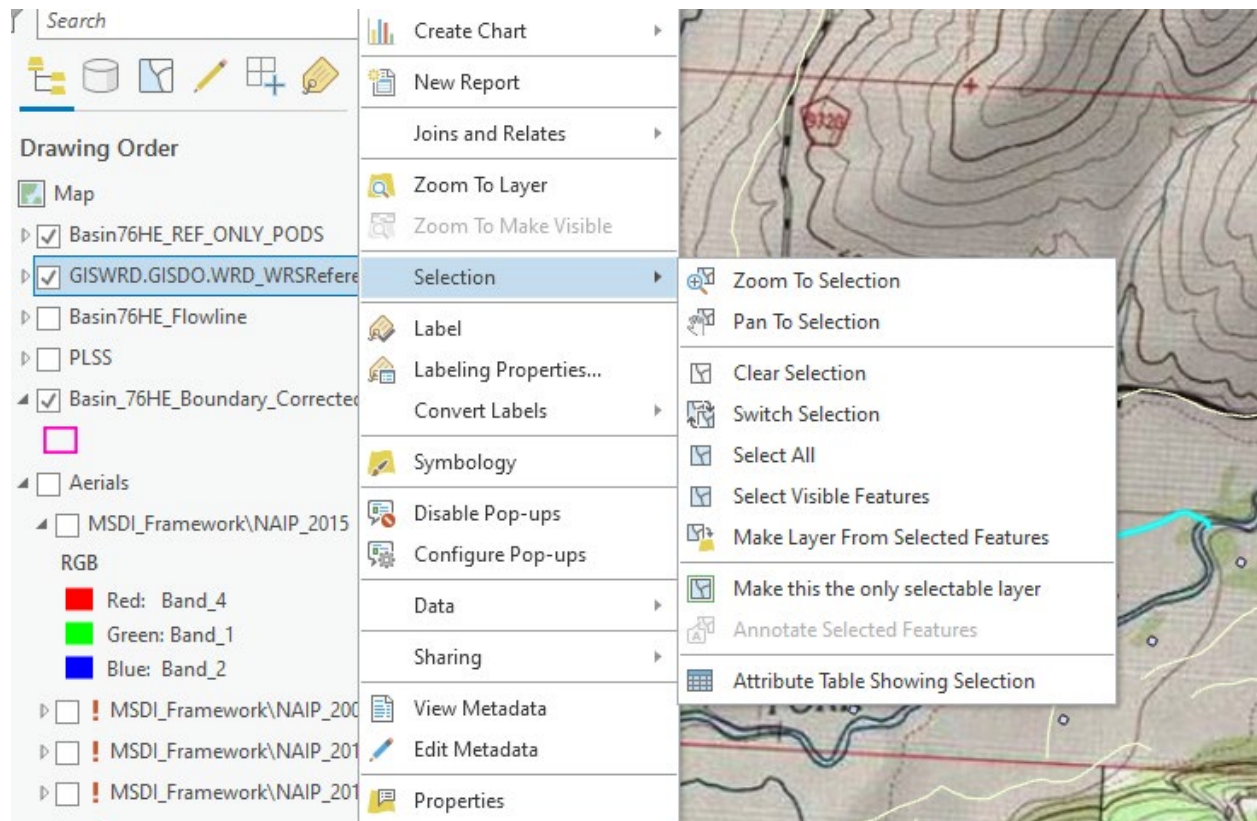 Search
Drawing Order
Map
Basin76HE_REF_ONLY_PODS
GISWRD.GISDO.WRD_WRSRefere
Basin76HE_Flowline
PLSS
Basin_76HE_Boundary_Corrected
Aerials
MSDI_Framework\NAIP_2015
RGB
Red: Band_4
Green: Band_1
Blue: Band_2
MSDI_Framework\NAIP_200
MSDI_Framework\NAIP_201
MSDI_Framework\NAIP_201
Create Chart
New Report
Joins and Relates
Zoom To Layer
Zoom To Make Visible
Selection
Label
Labeling Properties...
Convert Labels
Symbology
Disable Pop-ups
Configure Pop-ups
Data
Sharing
View Metadata
Edit Metadata
Properties
Zoom To Selection
Pan To Selection
Clear Selection
Switch Selection
Select All
Select Visible Features
Make Layer From Selected Features
Make this the only selectable layer
Annotate Selected Features
Attribute Table Showing Selection
9320